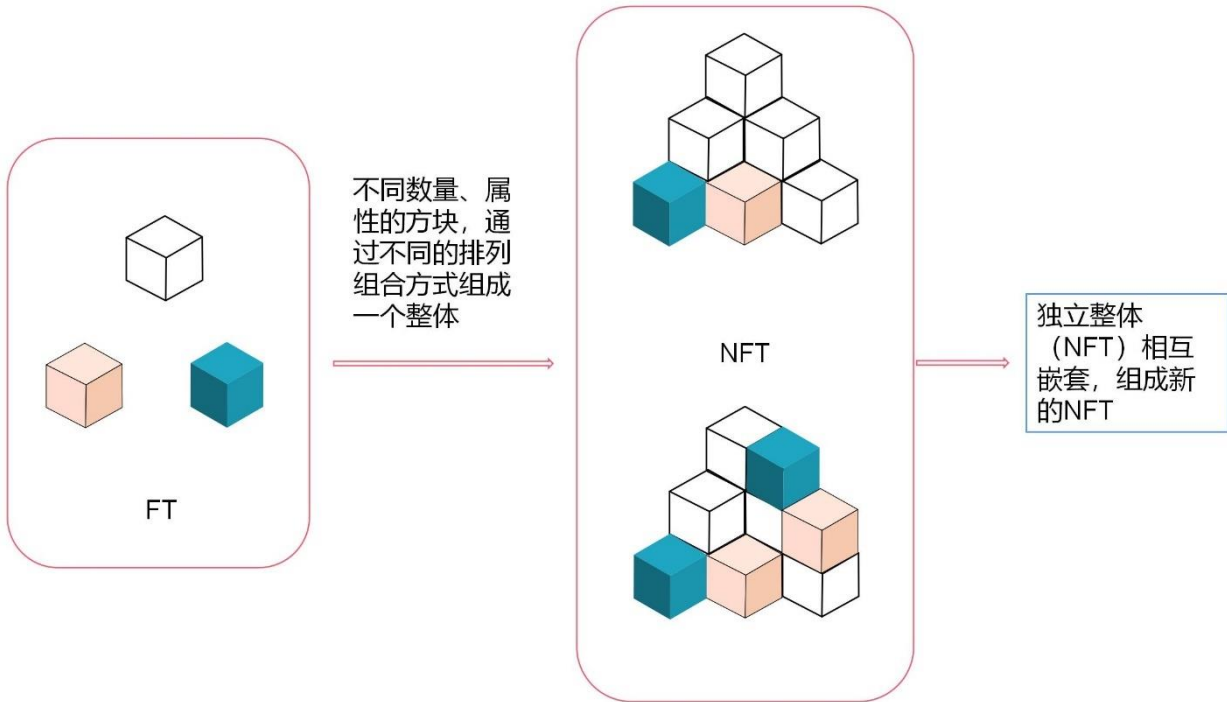 FT
不同数量、属
性的方块，通
过不同的排列
组合方式组成
一个整体
NFT
独立整体
（NFT）相互
嵌套，组成新
的NFT